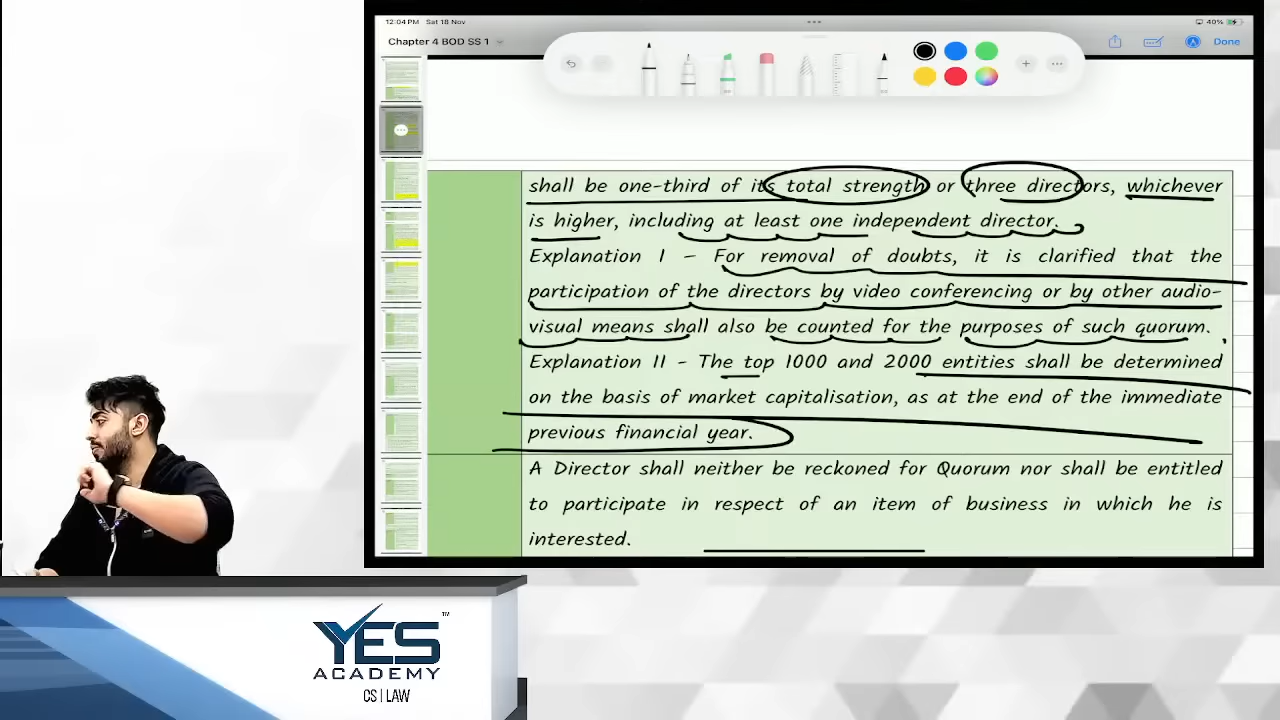 12:04 PM Sat 18 Nov
40%
Chapter 4 BOD SS 1
Done
shall be one third of its total strength or three directors whichever
is higher, including at least one independent director.
Explanation I — For removal of doubts, it is clarified that the
participation of the directors by video conferencing or by other audio-
visual means shall also be counted for the purposes of such quorum.
Explanation The top 1000 and 2000 entities shall be determined
on the basis of market capitalisation, as at the end of the immediate
previous financial year.
A Director shall neither be reckoned for Quorum nor shall be entitled
to participate in respect of an item of business in which he is
interested.
YES
TM
ACADEMY
CS | LAW